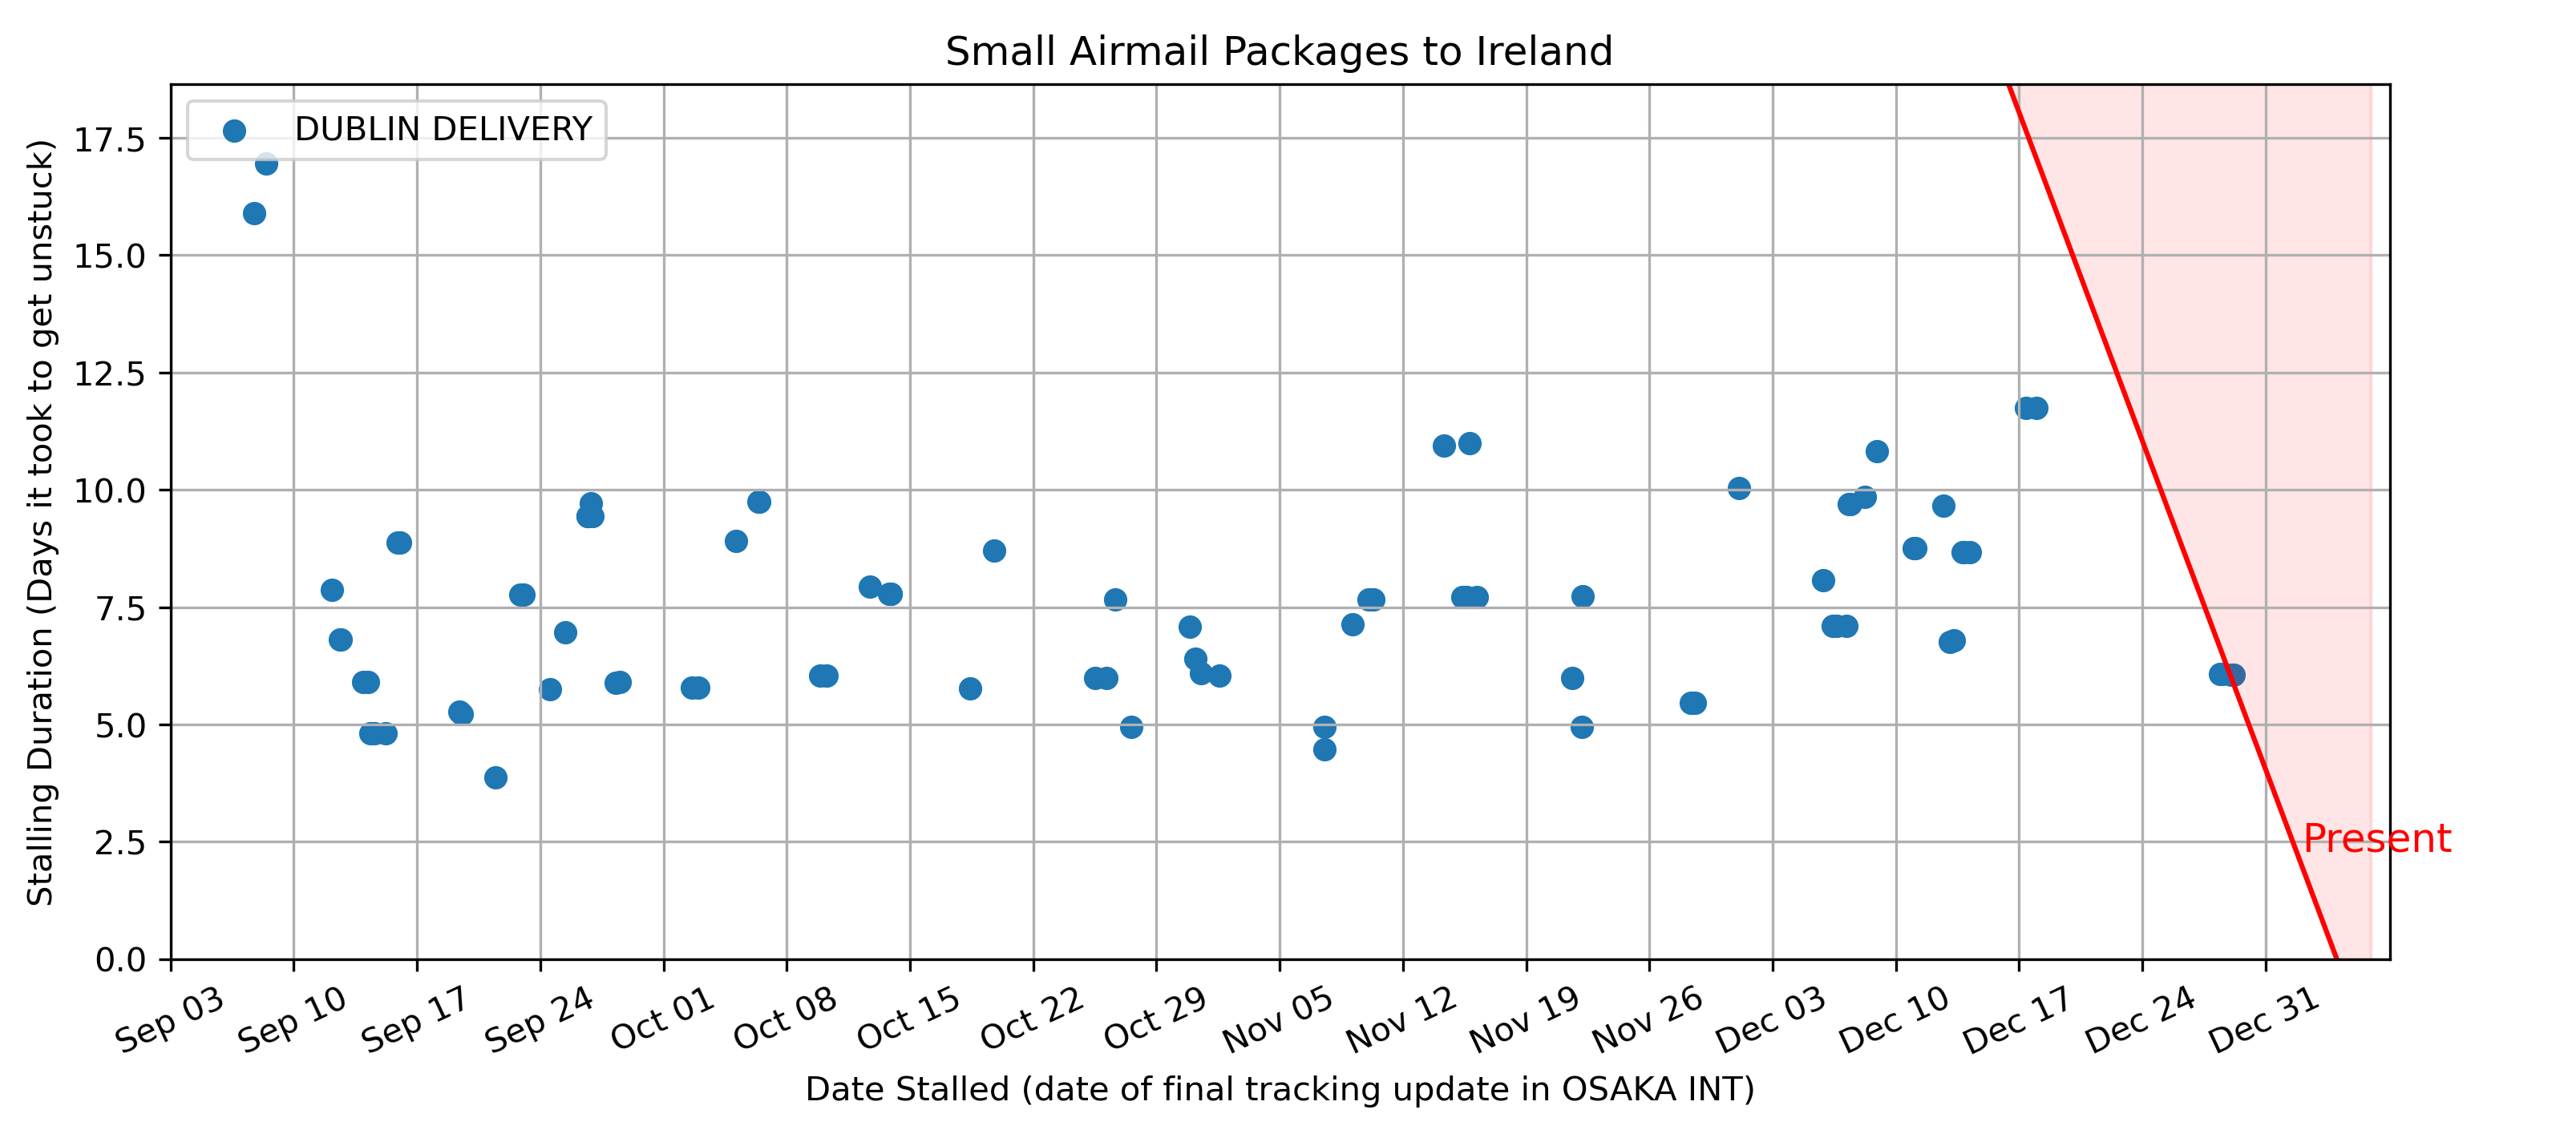 Small Airmail Packages to Ireland
DUBLIN DELIVERY
Stalling Duration (Days it took to get unstuck)
17.5
15.0
12.5
10.0
7.5
5.0
2.5
0.0
Present
Sep 03
Sep 10
Sep 17
Sep 24
Oct 01
Oct 08
Oct 15
Oct 22
Oct 29
Nov 05
Nov 12
Nov 19
Nov 26
Dec 03
Dec 10
Dec 17
Dec 24
Dec 31
Date Stalled (date of final tracking update in OSAKA INT)